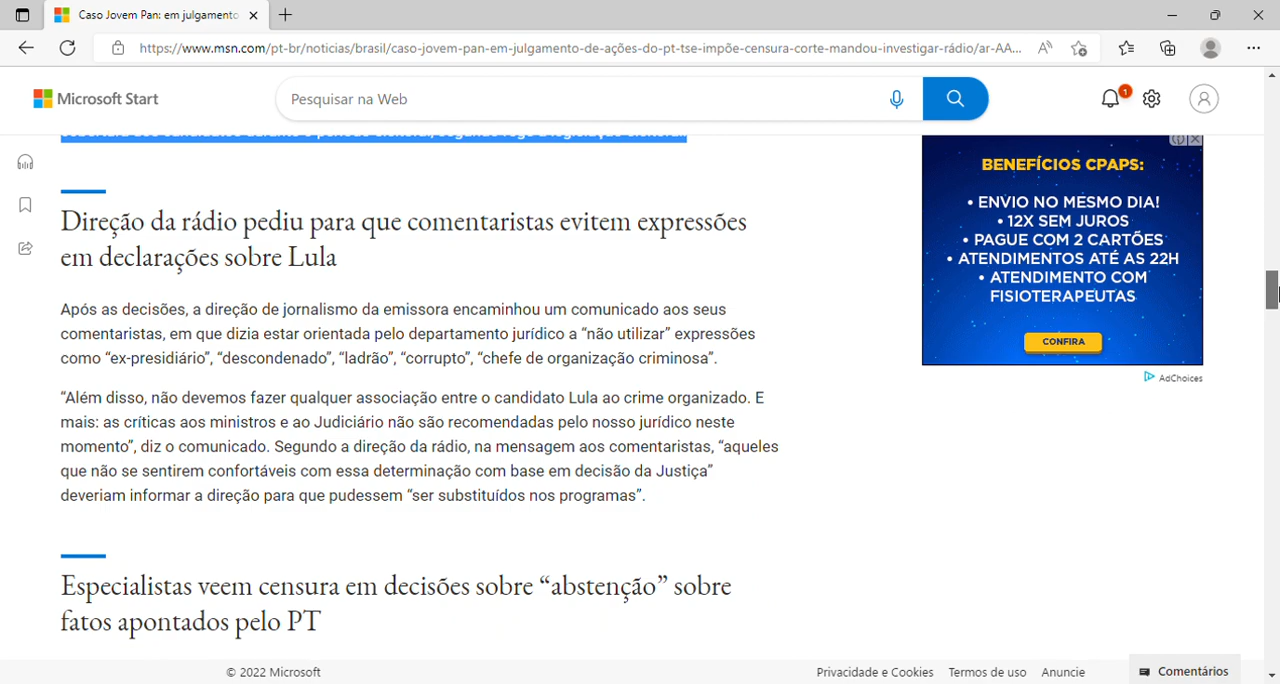 Caso Jovem Pan: em julgamento
https://www.msn.com/pt-br/noticias/brasil/caso-jovem-pan-em-julgamento-de-ações-do-pt-tse-impõe-censura-corte-mandou-investigar-rádio/ar-AA...
Microsoft Start
Pesquisar na Web
1
Direção da rádio pediu para que comentaristas evitem expressões
em declarações sobre Lula
Após as decisões, a direção de jornalismo da emissora encaminhou um comunicado aos seus
comentaristas, em que dizia estar orientada pelo departamento jurídico a “não utilizar” expressões
como “ex-presidiário”, “descondenado”, “ladrão”, “corrupto”, “chefe de organização criminosa”.
“Além disso, não devemos fazer qualquer associação entre o candidato Lula ao crime organizado. E
mais: as críticas aos ministros e ao Judiciário não são recomendadas pelo nosso jurídico neste
momento”, diz o comunicado. Segundo a direção da rádio, na mensagem aos comentaristas, “aqueles
que não se sentirem confortáveis com essa determinação com base em decisão da Justiça”
deveriam informar a direção para que pudessem “ser substituídos nos programas”.
Especialistas veem censura em decisões sobre “abstenção” sobre
fatos apontados pelo PT
BENEFÍCIOS CPAPS:
• ENVIO NO MESMO DIA!
• 12X SEM JUROS
• PAGUE COM 2 CARTÕES
• ATENDIMENTOS ATÉ AS 22H
• ATENDIMENTO COM
FISIOTERAPEUTAS
CONFIRA
AdChoices
© 2022 Microsoft
Privacidade e Cookies
Termos de uso
Anuncie
Comentários